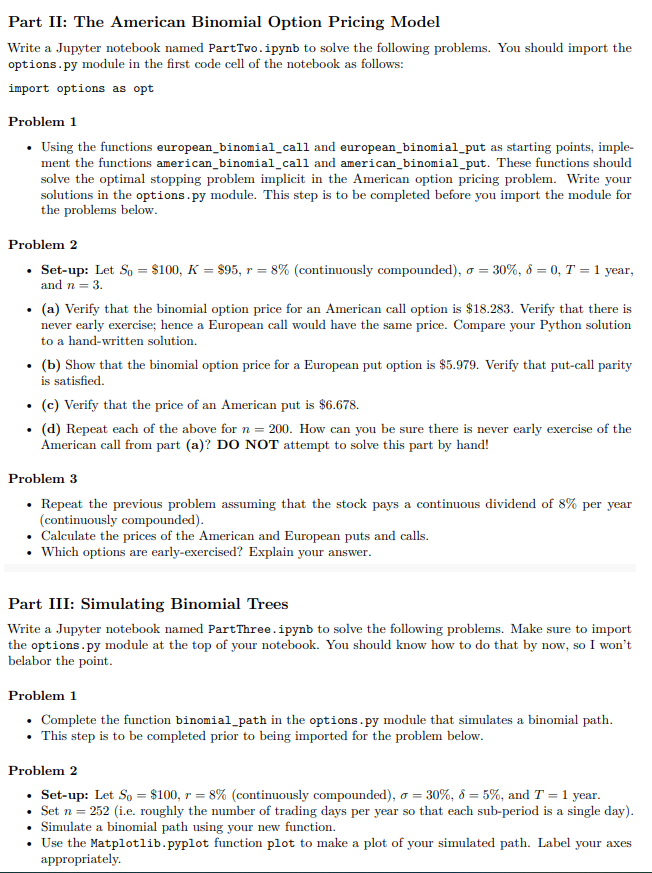 Part II: The American Binomial Option Pricing Model
Write a Jupyter notebook named PartTwo.ipynb to solve the following problems. You should import the
options.py module in the first code cell of the notebook as follows:
import options as opt
Problem 1
• Using the functions european_binomial_call and european_binomial_put as starting points, imple-
ment the functions american_binomial_call and american_binomial_put. These functions should
solve the optimal stopping problem implicit in the American option pricing problem. Write your
solutions in the options.py module. This step is to be completed before you import the module for
the problems below.
Problem 2
• Set-up: Let S₀ = $100, K = $95, r = 8% (continuously compounded), σ = 30%, δ = 0, T = 1 year,
and n = 3.
• (a) Verify that the binomial option price for an American call option is $18.283. Verify that there is
never early exercise; hence a European call would have the same price. Compare your Python solution
to a hand-written solution.
• (b) Show that the binomial option price for a European put option is $5.979. Verify that put-call parity
is satisfied.
• (c) Verify that the price of an American put is $6.678.
• (d) Repeat each of the above for n = 200. How can you be sure there is never early exercise of the
American call from part (a)? DO NOT attempt to solve this part by hand!
Problem 3
• Repeat the previous problem assuming that the stock pays a continuous dividend of 8% per year
(continuously compounded).
• Calculate the prices of the American and European puts and calls.
• Which options are early-exercised? Explain your answer.
Part III: Simulating Binomial Trees
Write a Jupyter notebook named PartThree.ipynb to solve the following problems. Make sure to import
the options.py module at the top of your notebook. You should know how to do that by now, so I won't
belabor the point.
Problem 1
• Complete the function binomial_path in the options.py module that simulates a binomial path.
• This step is to be completed prior to being imported for the problem below.
Problem 2
• Set-up: Let S₀ = $100, r = 8% (continuously compounded), σ = 30%, δ = 5%, and T = 1 year.
• Set n = 252 (i.e. roughly the number of trading days per year so that each sub-period is a single day).
• Simulate a binomial path using your new function.
• Use the Matplotlib.pyplot function plot to make a plot of your simulated path. Label your axes
appropriately.